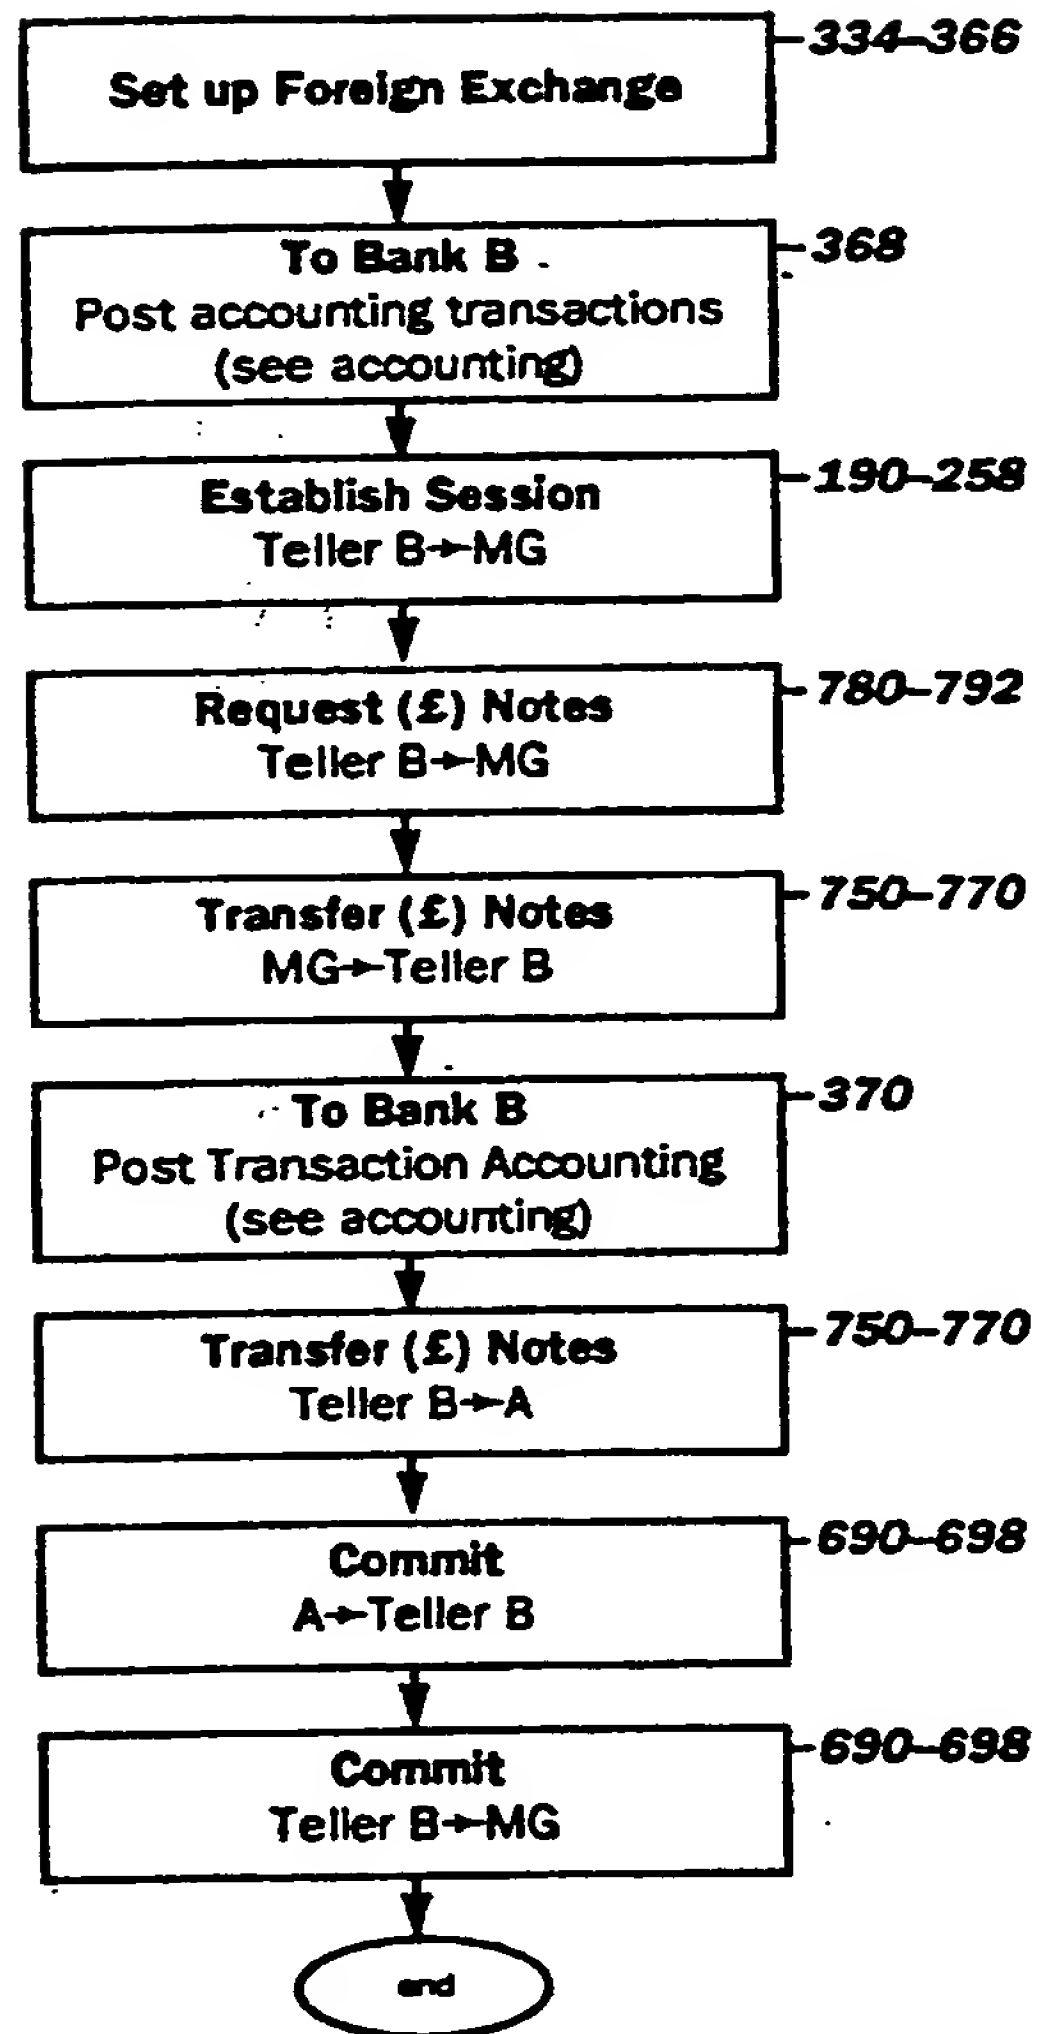 334–366
Set up Foreign Exchange
To Bank B
368
Post accounting transactions
(see accounting)
190–258
Establish Session
Teller B→MG
780–792
Request (£) Notes
Teller B→MG
750–770
Transfer (£) Notes
MG→Teller B
To Bank B
370
Post Transaction Accounting
(see accounting)
750–770
Transfer (£) Notes
Teller B→A
690–698
Commit
A→Teller B
690–698
Commit
Teller B→MG
end